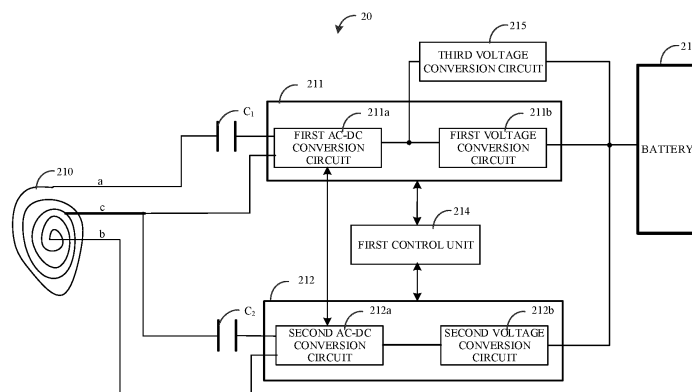 20
215
THIRD VOLTAGE
CONVERSION CIRCUIT
21
C1
211
211a
211b
FIRST AC-DC
CONVERSION
CIRCUIT
FIRST VOLTAGE
CONVERSION
CIRCUIT
BATTERY
210
a
c
b
214
FIRST CONTROL UNIT
C2
212
212a
212b
SECOND AC-DC
CONVERSION
CIRCUIT
SECOND VOLTAGE
CONVERSION
CIRCUIT